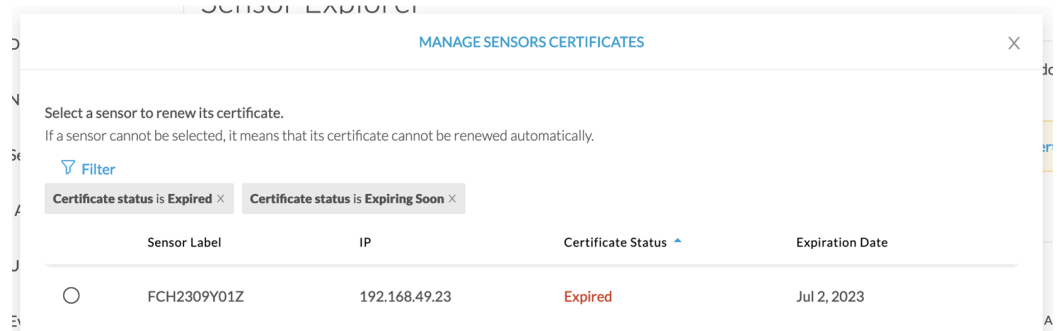 Sensor Explorer
MANAGE SENSORS CERTIFICATES
Select a sensor to renew its certificate.
If a sensor cannot be selected, it means that its certificate cannot be renewed automatically.
Filter
Certificate status is Expired × Certificate status is Expiring Soon ×
Sensor Label IP Certificate Status Expiration Date
FCH2309Y01Z 192.168.49.23 Expired Jul 2, 2023